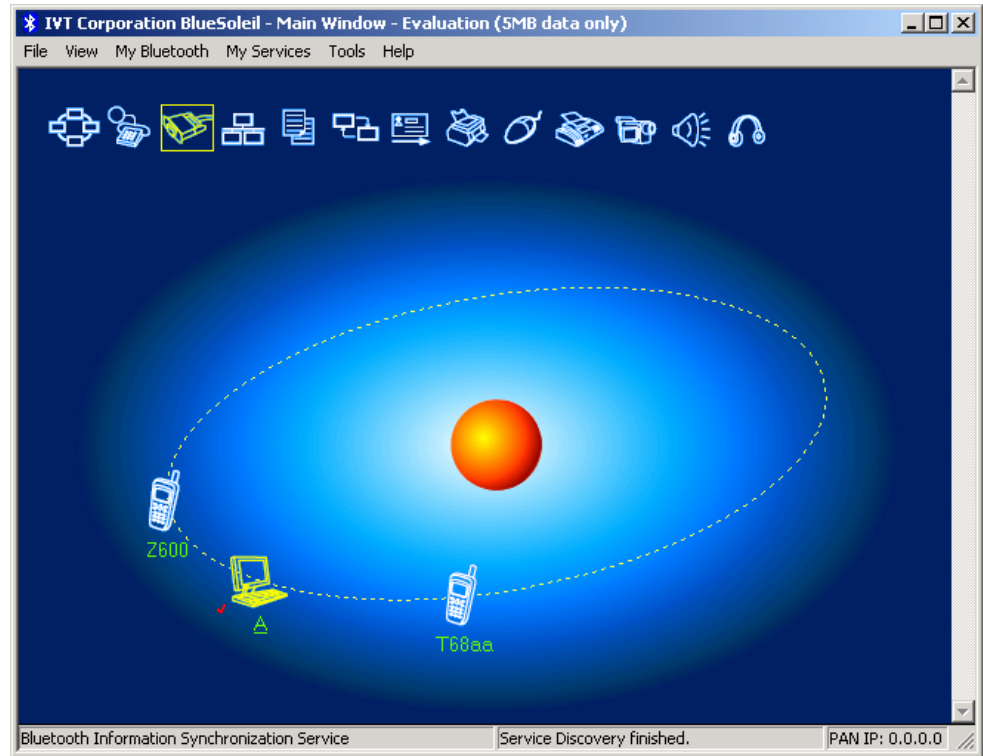 IVT Corporation BlueSoleil - Main Window - Evaluation (5MB data only)
File View My Bluetooth My Services Tools Help
Z600
A
T68aa
Bluetooth Information Synchronization Service Service Discovery finished. PAN IP: 0.0.0.0